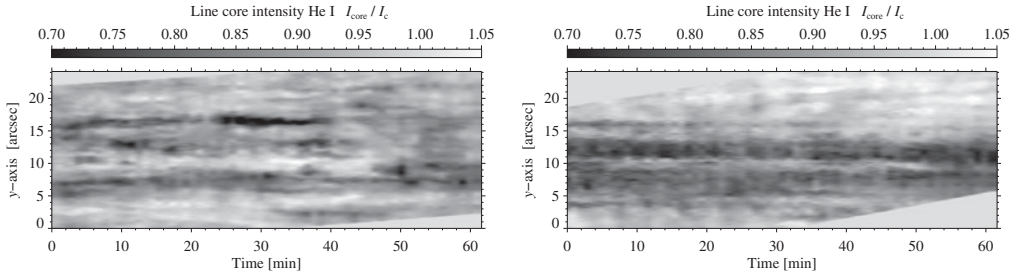 Line core intensity He I I_core / I_c
0.70 0.75 0.80 0.85 0.90 0.95 1.00 1.05
20
15
10
5
0
y−axis [arcsec]
0 10 20 30 40 50 60
Time [min]
Line core intensity He I I_core / I_c
0.70 0.75 0.80 0.85 0.90 0.95 1.00 1.05
20
15
10
5
0
y−axis [arcsec]
0 10 20 30 40 50 60
Time [min]